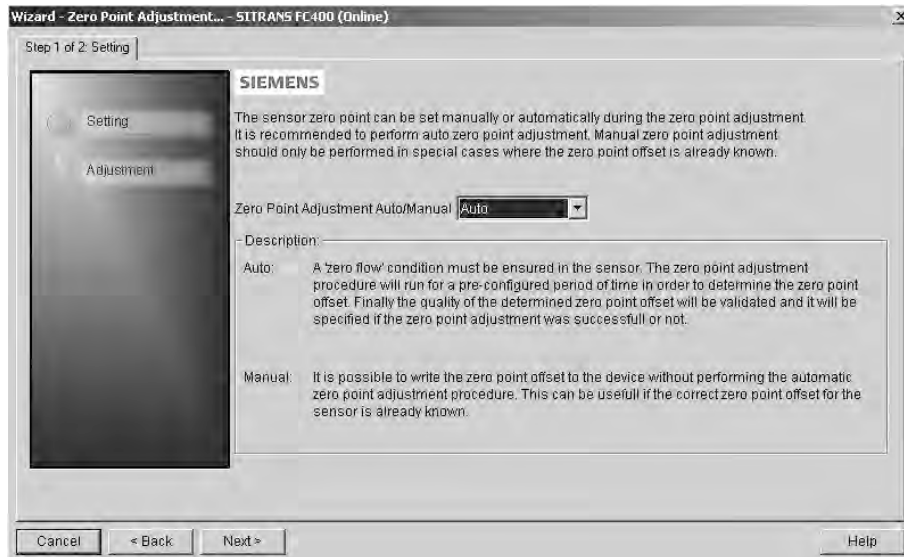 Wizard - Zero Point Adjustment... - SITRANS FC400 (Online)
Step 1 of 2: Setting
SIEMENS
Setting
Adjustment
The sensor zero point can be set manually or automatically during the zero point adjustment.
It is recommended to perform auto zero point adjustment. Manual zero point adjustment
should only be performed in special cases where the zero point offset is already known.
Zero Point Adjustment Auto/Manual Auto
Description:
Auto: A 'zero flow' condition must be ensured in the sensor. The zero point adjustment
procedure will run for a pre-configured period of time in order to determine the zero point
offset. Finally the quality of the determined zero point offset will be validated and it will be
specified if the zero point adjustment was successfull or not.
Manual: It is possible to write the zero point offset to the device without performing the automatic
zero point adjustment procedure. This can be usefull if the correct zero point offset for the
sensor is already known.
Cancel < Back Next > Help